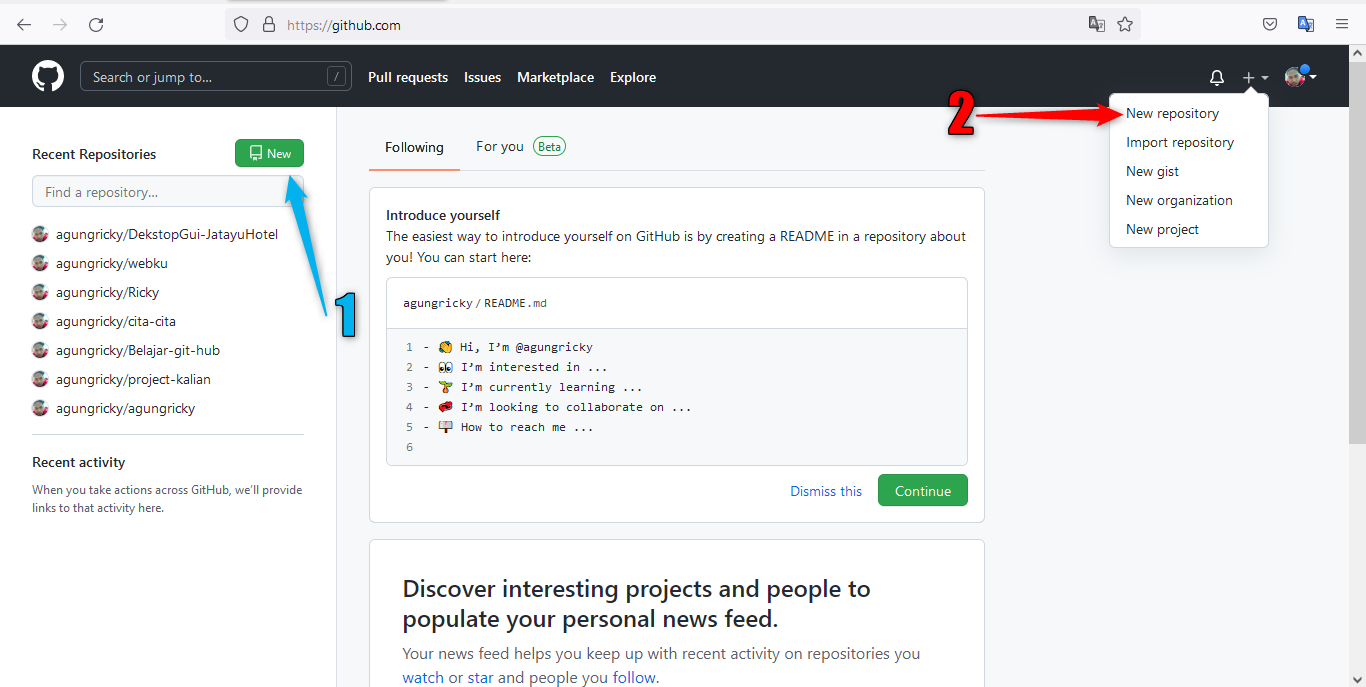 https://github.com
Search or jump to... /
Pull requests Issues Marketplace Explore
2
New repository
Import repository
New gist
New organization
New project
Recent Repositories
New
Find a repository...
1
agungricky/DekstopGui-JatayuHotel
agungricky/webku
agungricky/Ricky
agungricky/cita-cita
agungricky/Belajar-git-hub
agungricky/project-kalian
agungricky/agungricky
Recent activity
When you take actions across GitHub, we'll provide
links to that activity here.
Following For you Beta
Introduce yourself
The easiest way to introduce yourself on GitHub is by creating a README in a repository about
you! You can start here:
agungricky / README.md
1 - 👋 Hi, I’m @agungricky
2 - 👀 I’m interested in ...
3 - 🌱 I’m currently learning ...
4 - 💞️ I’m looking to collaborate on ...
5 - 📫 How to reach me ...
6
Dismiss this Continue
Discover interesting projects and people to
populate your personal news feed.
Your news feed helps you keep up with recent activity on repositories you
watch or star and people you follow.